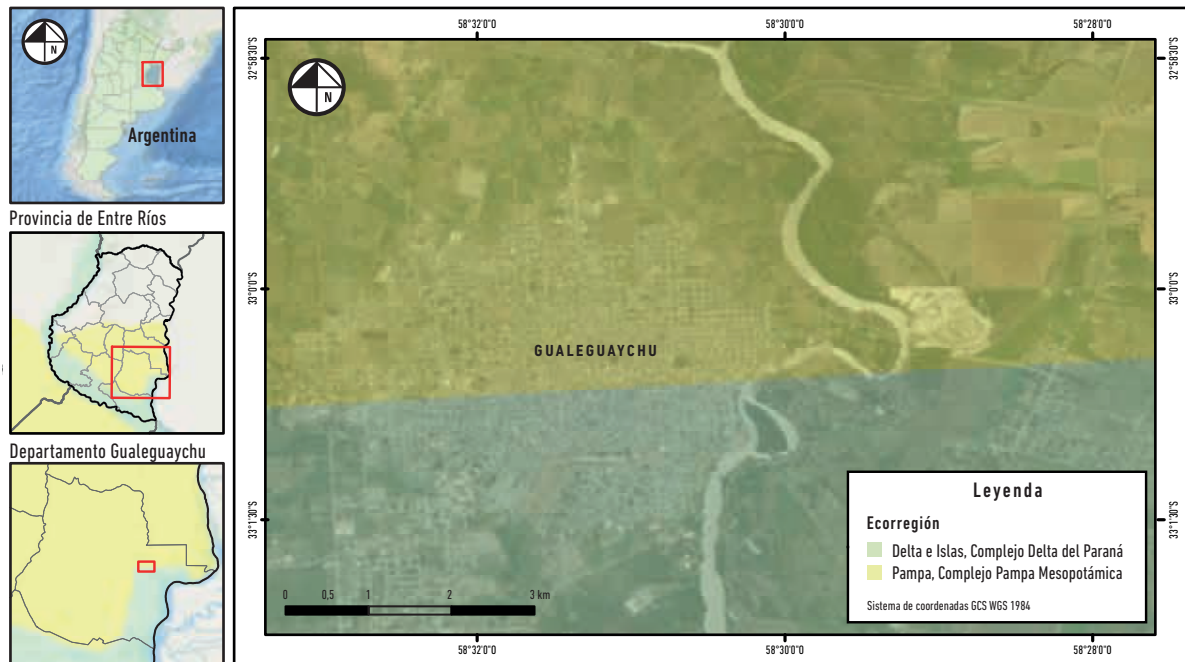 N
Argentina
Provincia de Entre Ríos
Departamento Gualeguaychu
58°32'0"O
58°30'0"O
58°28'0"O
32°58'30"S
32°58'30"S
N
33°0'0"S
33°0'0"S
GUALEGUAYCHU
33°1'30"S
33°1'30"S
0
0,5
1
2
3 km
Leyenda
Ecorregión
Delta e Islas, Complejo Delta del Paraná
Pampa, Complejo Pampa Mesopotámica
Sistema de coordenadas GCS WGS 1984
58°32'0"O
58°30'0"O
58°28'0"O